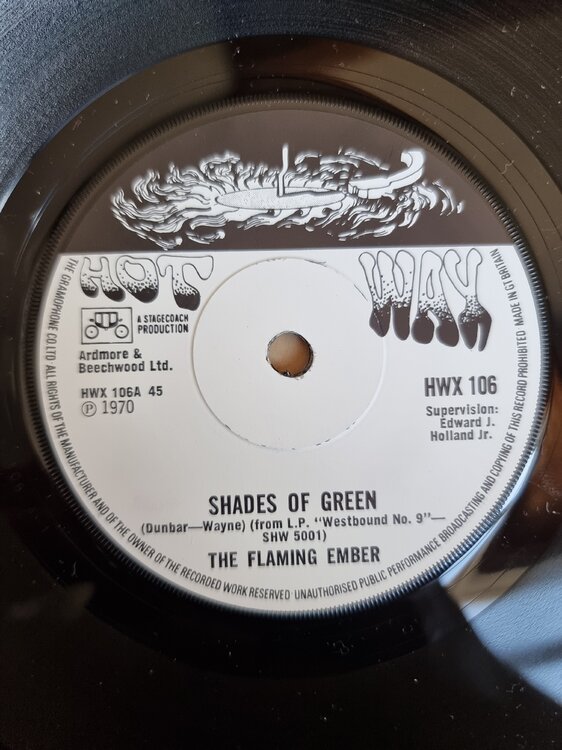 HOT WAX
A STAGECOACH
PRODUCTION
Ardmore &
Beechwood Ltd.
HWX 106A 45
Ⓟ 1970
HWX 106
Supervision:
Edward J.
Holland Jr.
SHADES OF GREEN
(Dunbar—Wayne) (from L.P. "Westbound No. 9"—
SHW 5001)
THE FLAMING EMBER
THE GRAMOPHONE CO. LTD. ALL RIGHTS OF THE MANUFACTURER AND OF THE OWNER OF THE RECORDED WORK RESERVED · UNAUTHORISED PUBLIC PERFORMANCE BROADCASTING AND COPYING OF THIS RECORD PROHIBITED MADE IN GT BRITAIN